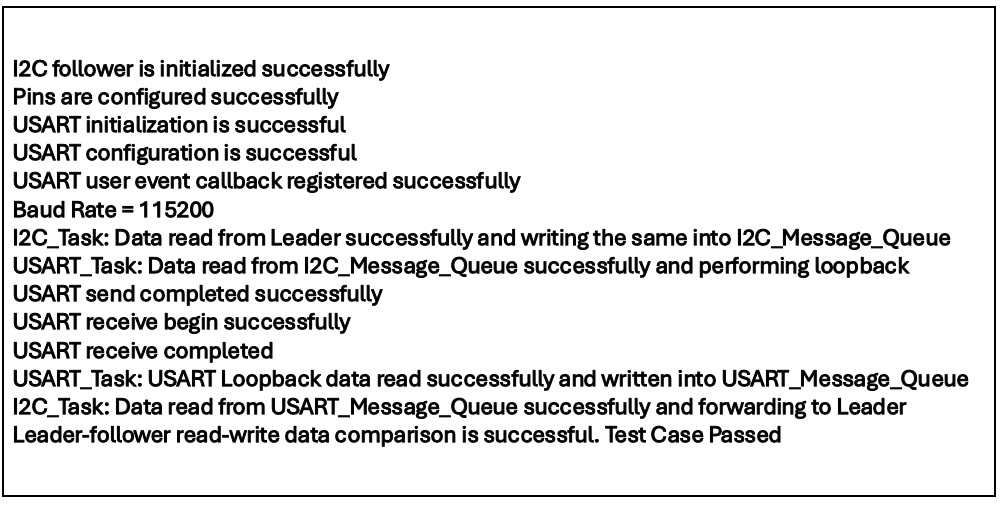 I2C follower is initialized successfully
Pins are configured successfully
USART initialization is successful
USART configuration is successful
USART user event callback registered successfully
Baud Rate = 115200
I2C_Task: Data read from Leader successfully and writing the same into I2C_Message_Queue
USART_Task: Data read from I2C_Message_Queue successfully and performing loopback
USART send completed successfully
USART receive begin successfully
USART receive completed
USART_Task: USART Loopback data read successfully and written into USART_Message_Queue
I2C_Task: Data read from USART_Message_Queue successfully and forwarding to Leader
Leader-follower read-write data comparison is successful. Test Case Passed